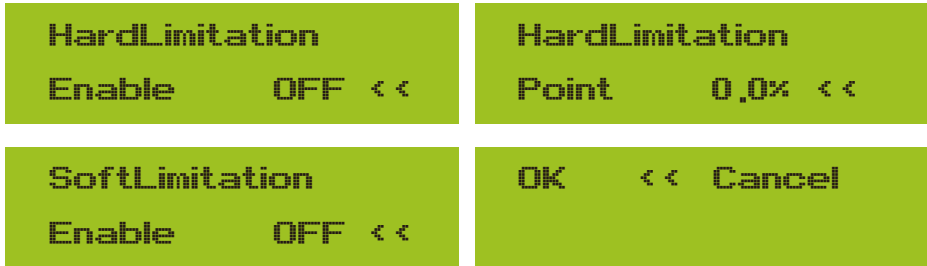 HardLimitation
Enable OFF <<
HardLimitation
Point 0.0% <<
SoftLimitation
Enable OFF <<
OK << Cancel